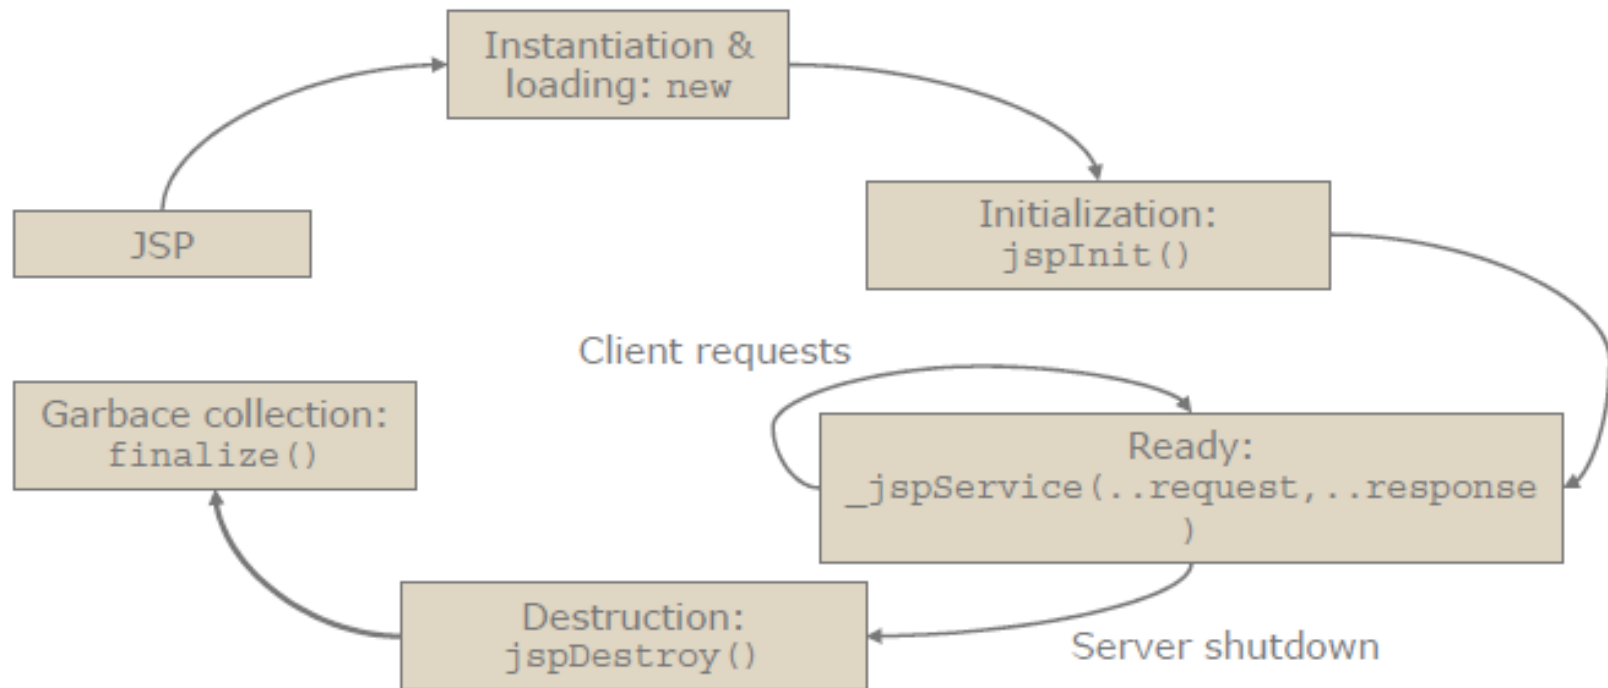 Instantiation &
loading: new
JSP
Initialization:
jspInit()
Client requests
Garbace collection:
finalize()
Ready:
_jspService(..request,..response
)
Destruction:
jspDestroy()
Server shutdown